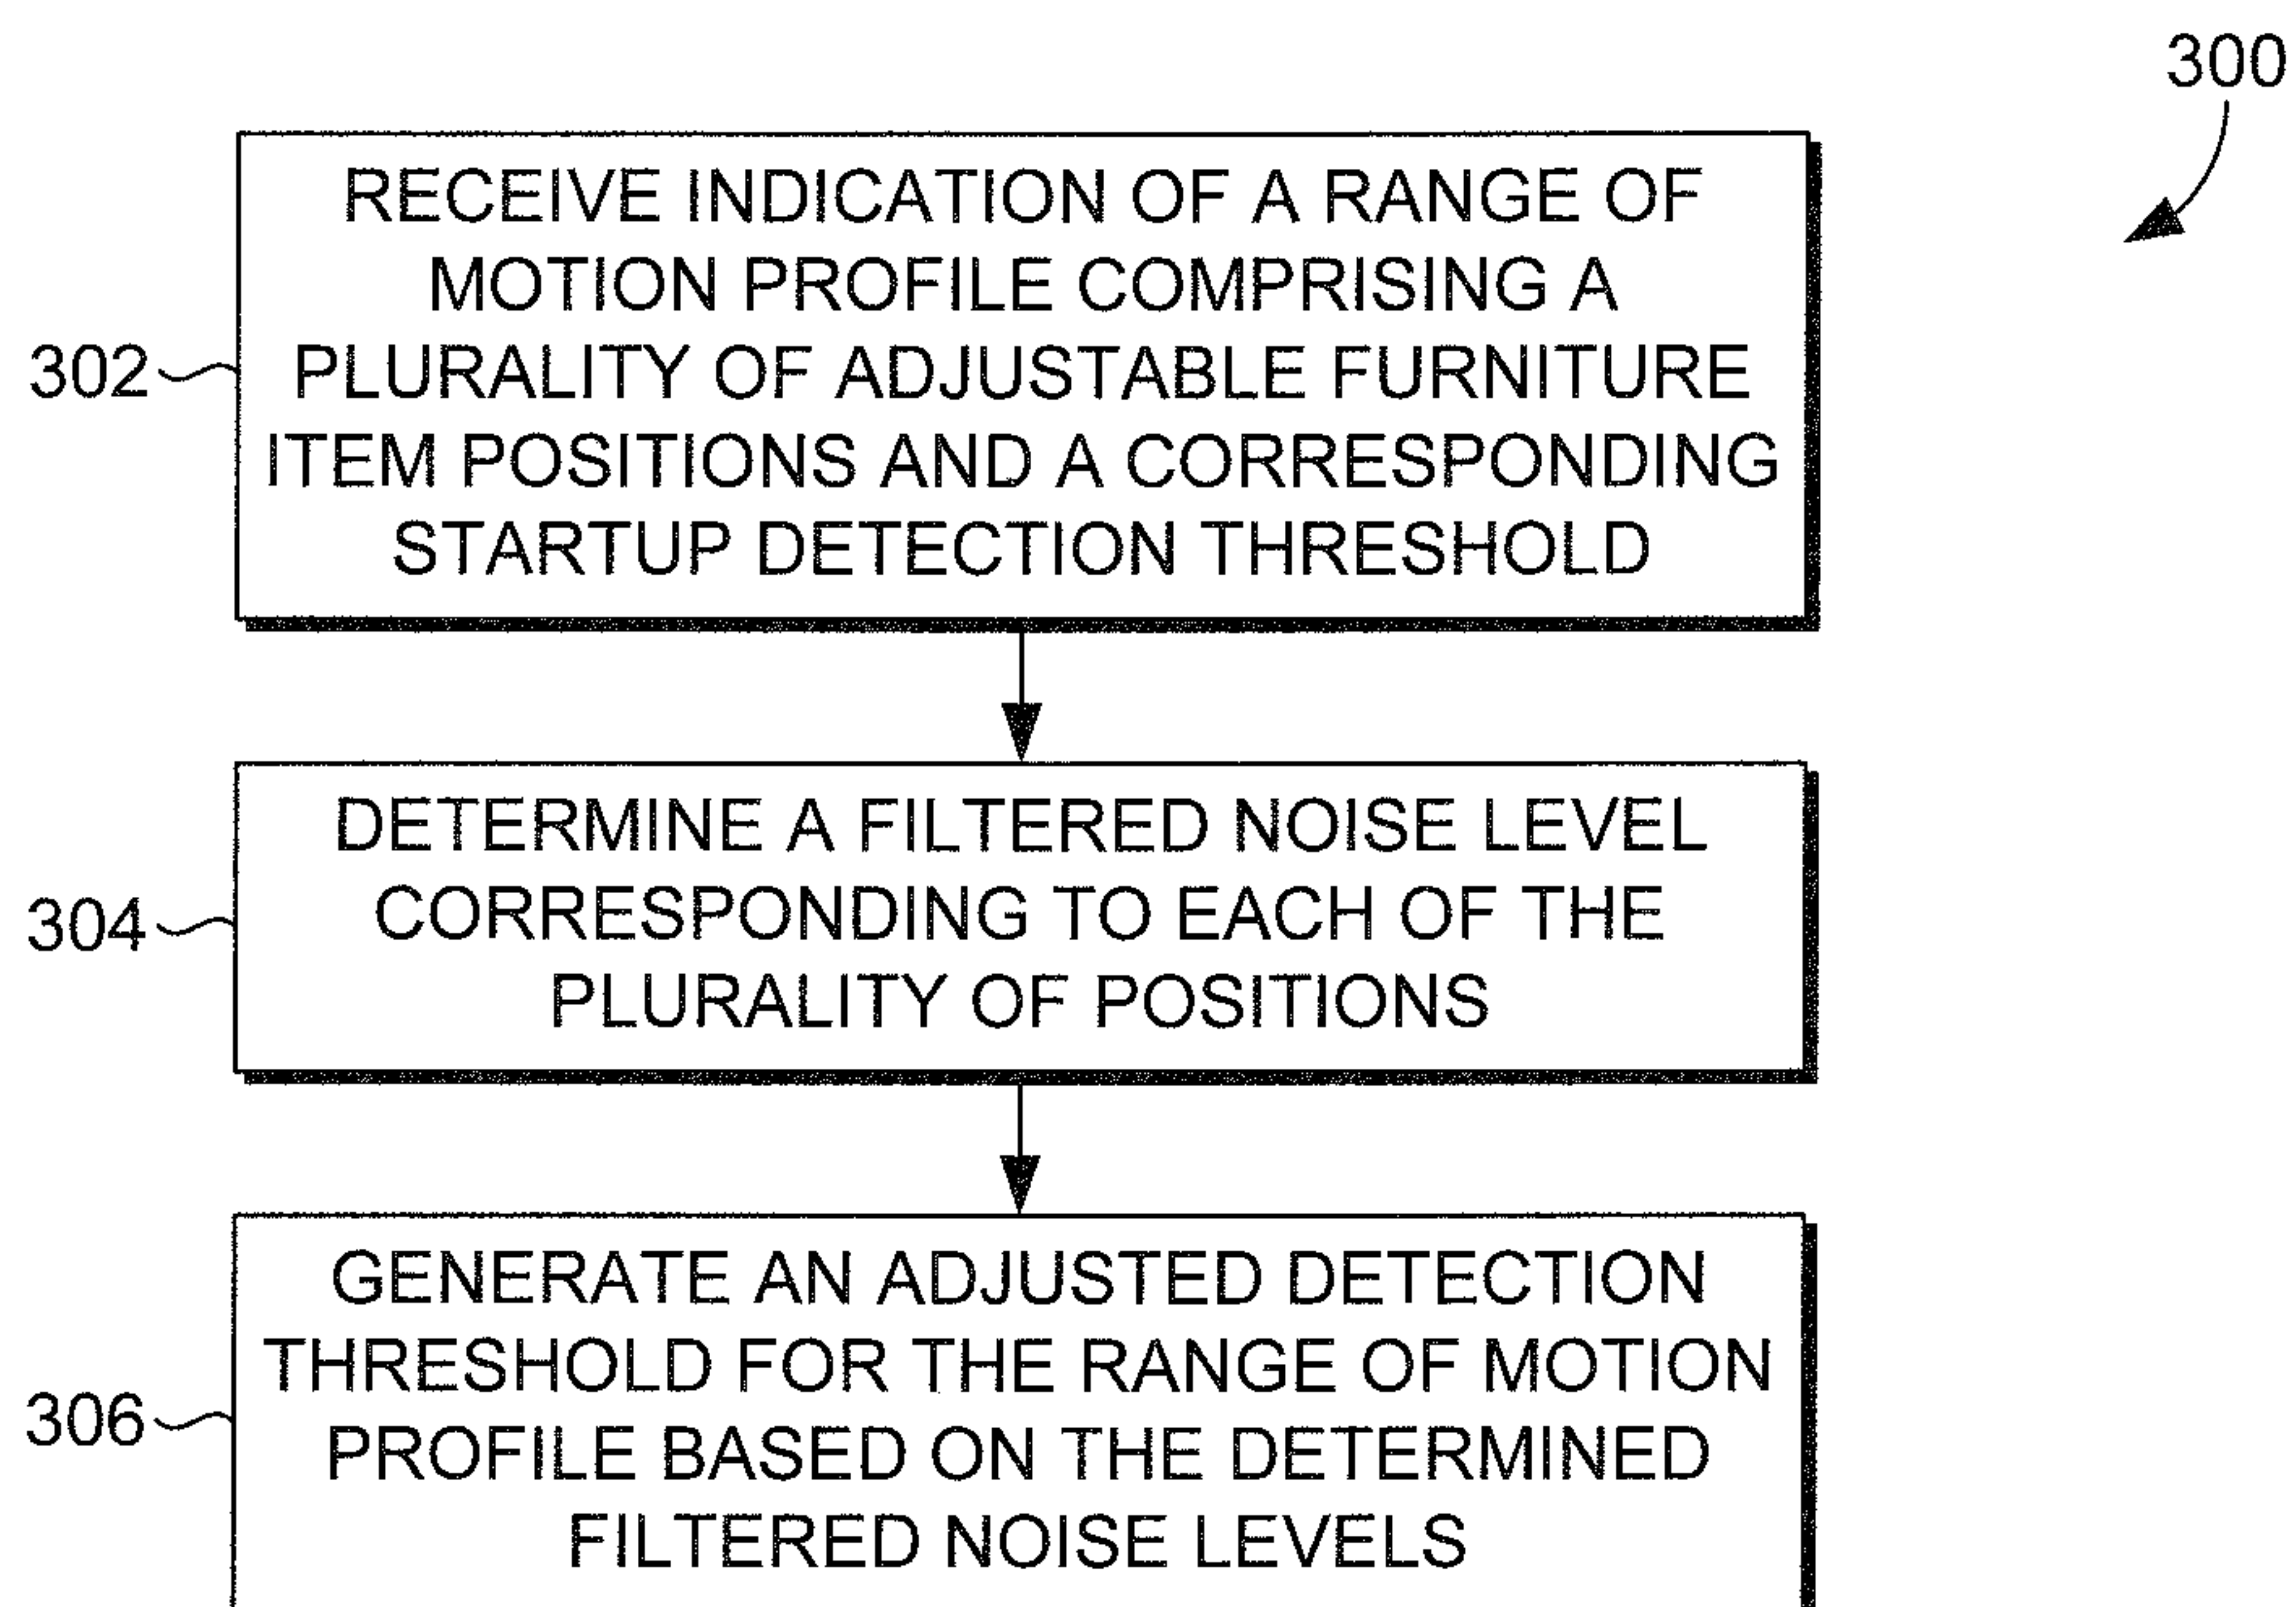 300
RECEIVE INDICATION OF A RANGE OF
MOTION PROFILE COMPRISING A
302
PLURALITY OF ADJUSTABLE FURNITURE
ITEM POSITIONS AND A CORRESPONDING
STARTUP DETECTION THRESHOLD
DETERMINE A FILTERED NOISE LEVEL
304
CORRESPONDING TO EACH OF THE
PLURALITY OF POSITIONS
GENERATE AN ADJUSTED DETECTION
THRESHOLD FOR THE RANGE OF MOTION
306
PROFILE BASED ON THE DETERMINED
FILTERED NOISE LEVELS